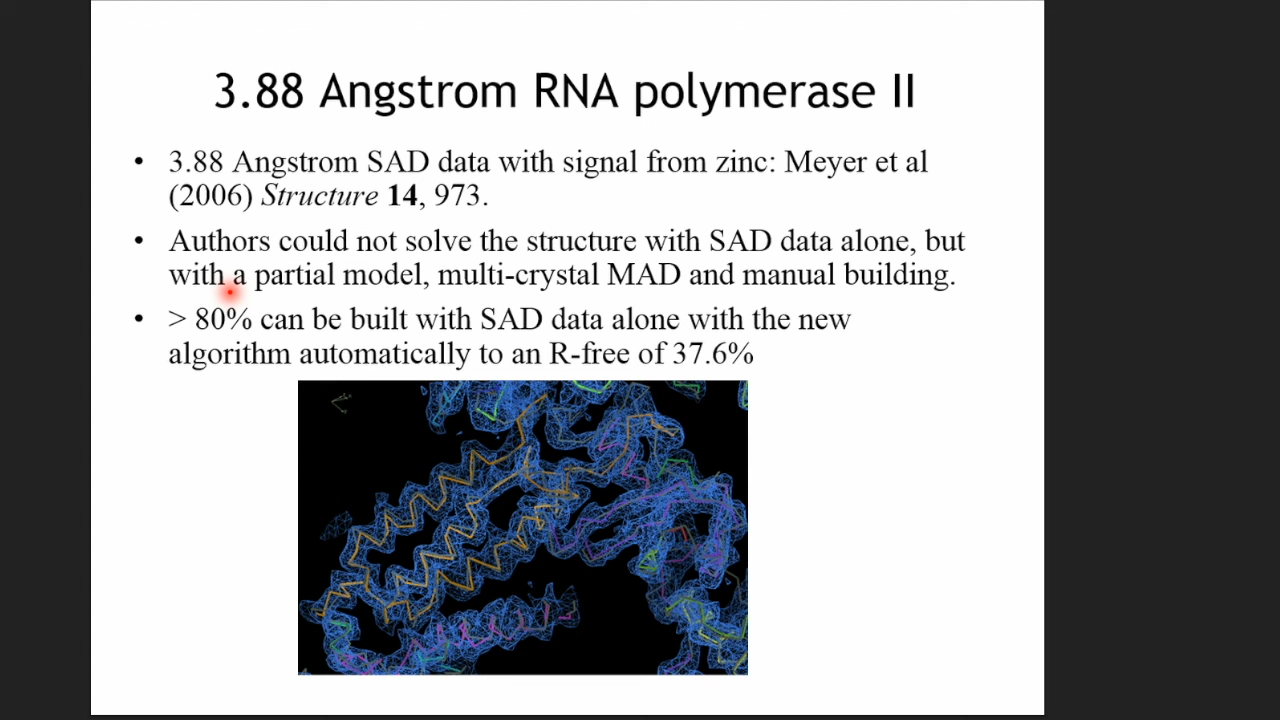 3.88 Angstrom RNA polymerase II
• 3.88 Angstrom SAD data with signal from zinc: Meyer et al
(2006) Structure 14, 973.
• Authors could not solve the structure with SAD data alone, but
with a partial model, multi-crystal MAD and manual building.
• > 80% can be built with SAD data alone with the new
algorithm automatically to an R-free of 37.6%